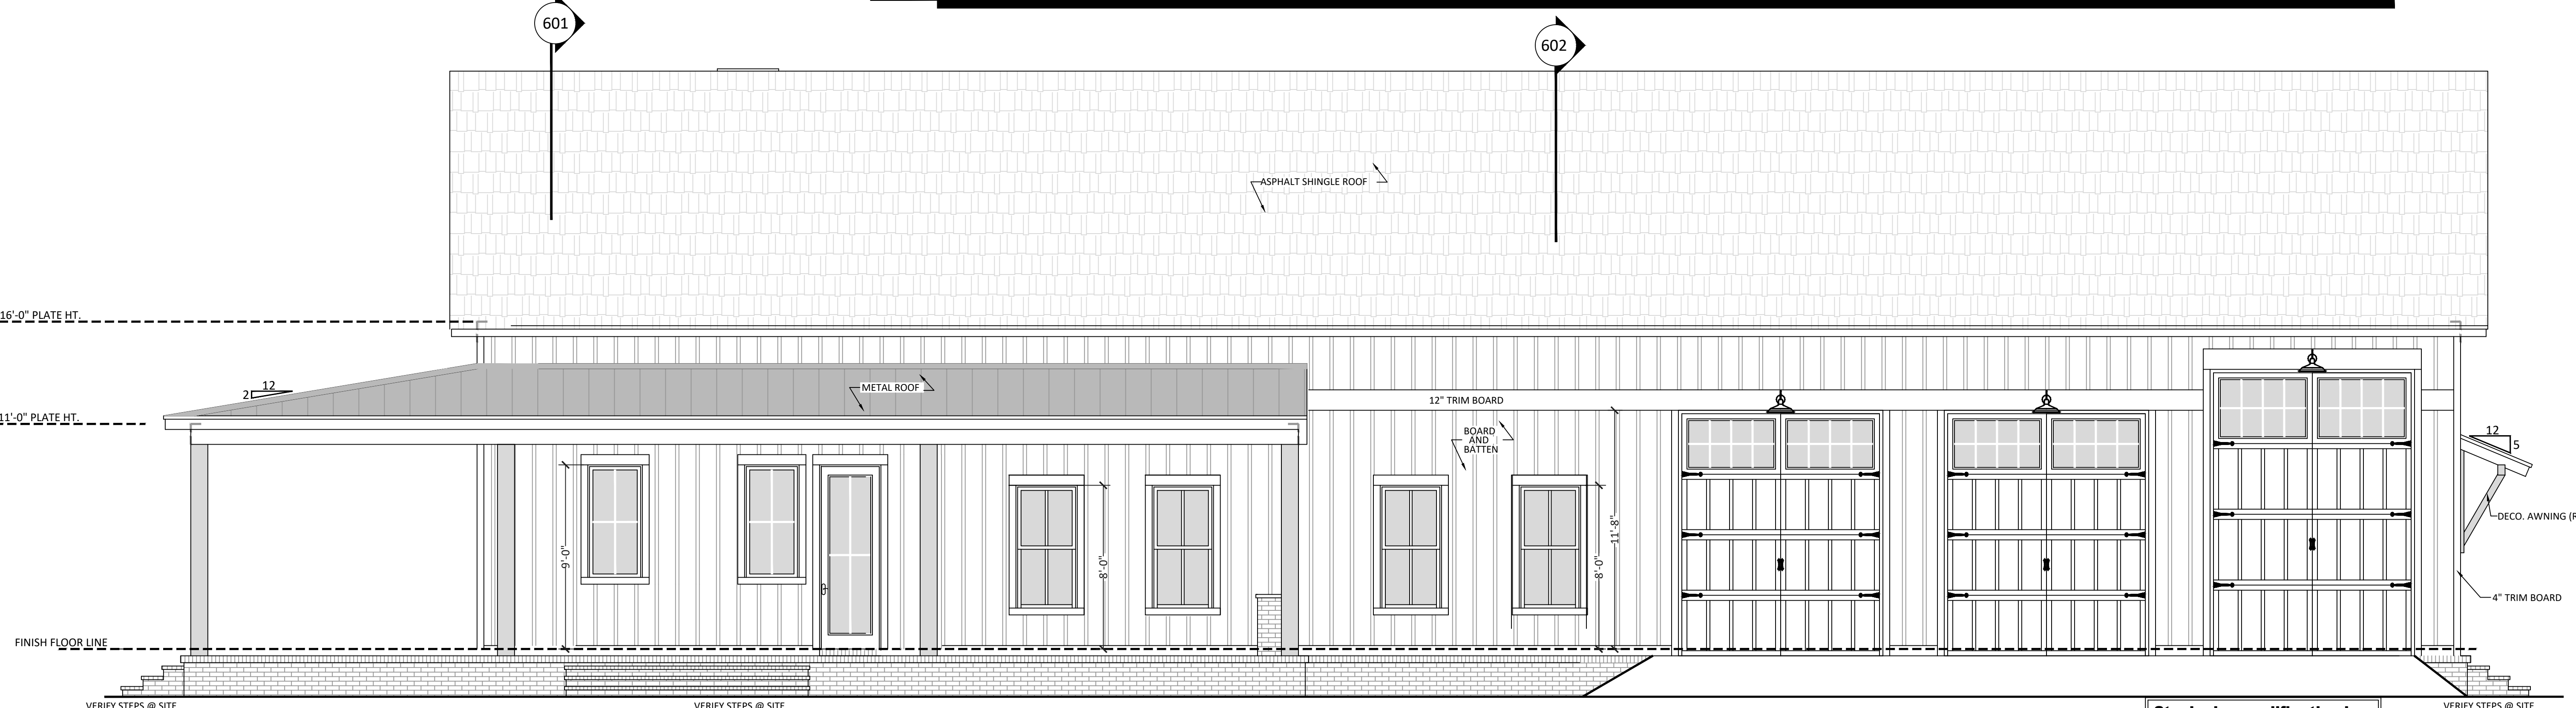 601
602
ASPHALT SHINGLE ROOF
16'-0" PLATE HT.
12
2
METAL ROOF
12" TRIM BOARD
11'-0" PLATE HT.
BOARD
AND
BATTEN
12
5
9'-0"
8'-0"
8'-0"
11'-8"
DECO. AWNING (R
4" TRIM BOARD
FINISH FLOOR LINE
VERIFY STEPS @ SITE
VERIFY STEPS @ SITE
VERIFY STEPS @ SITE